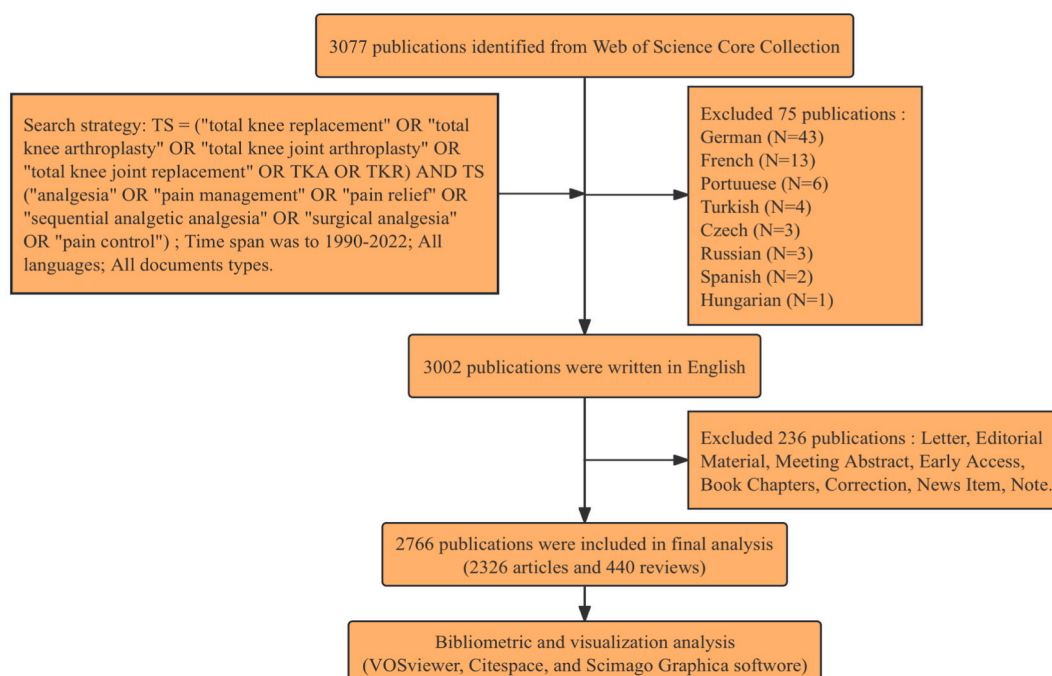 3077 publications identified from Web of Science Core Collection
Search strategy: TS = ("total knee replacement" OR "total
knee arthroplasty" OR "total knee joint arthroplasty" OR
"total knee joint replacement" OR TKA OR TKR) AND TS
("analgesia" OR "pain management" OR "pain relief" OR
"sequential analgetic analgesia" OR "surgical analgesia"
OR "pain control") ; Time span was to 1990-2022; All
languages; All documents types.
Excluded 75 publications :
German (N=43)
French (N=13)
Portuuese (N=6)
Turkish (N=4)
Czech (N=3)
Russian (N=3)
Spanish (N=2)
Hungarian (N=1)
3002 publications were written in English
Excluded 236 publications : Letter, Editorial
Material, Meeting Abstract, Early Access,
Book Chapters, Correction, News Item, Note.
2766 publications were included in final analysis
(2326 articles and 440 reviews)
Bibliometric and visualization analysis
(VOSviewer, Citespace, and Scimago Graphica softwore)